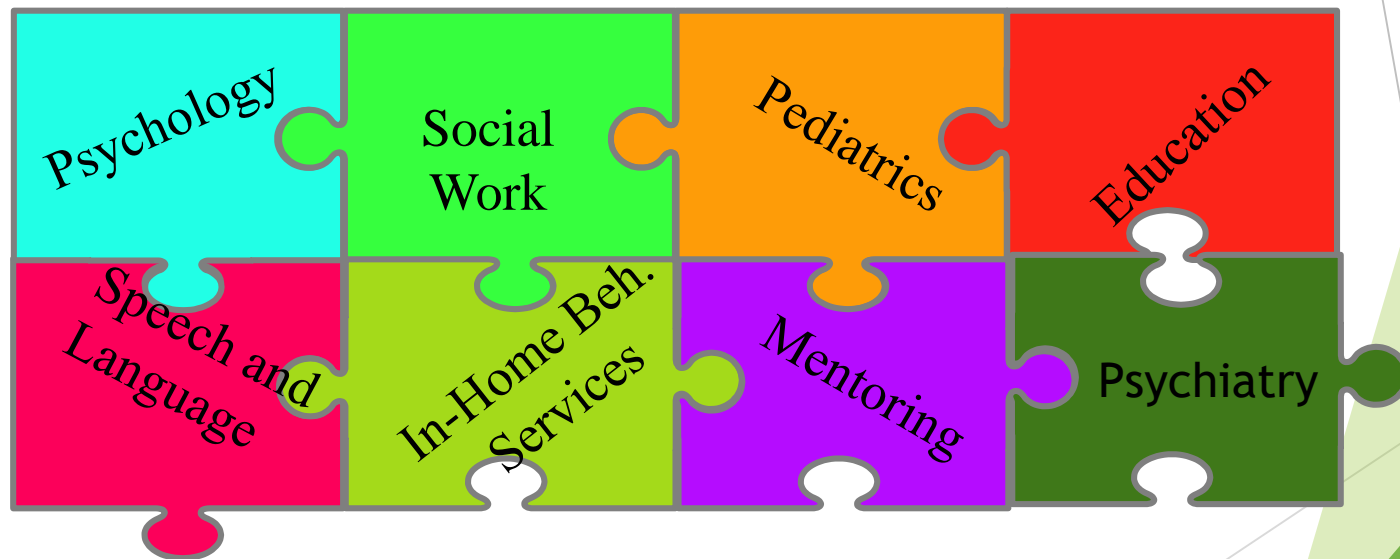 Psychology
Social
Work
Pediatrics
Education
Speech and
Language
In-Home Beh.
Services
Mentoring
Psychiatry